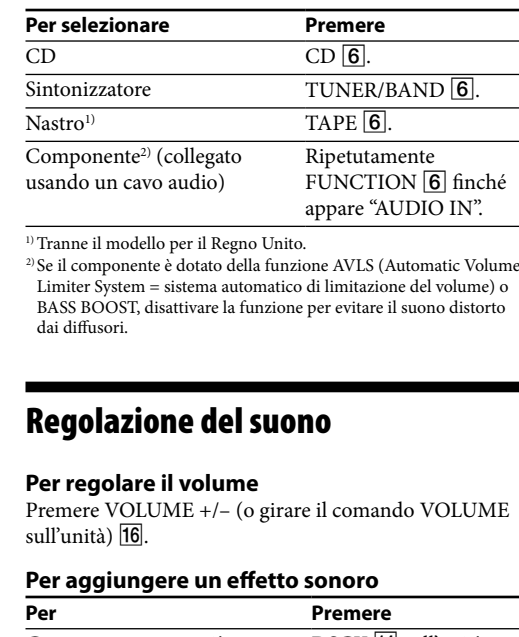 Per selezionare Premere
CD CD 6.
Sintonizzatore TUNER/BAND 6.
Nastro1) TAPE 6.
Componente2) (collegato usando un cavo audio) Ripetutamente FUNCTION 6 finché appare “AUDIO IN”.
1) Tranne il modello per il Regno Unito.
2) Se il componente è dotato della funzione AVLS (Automatic Volume
Limiter System = sistema automatico di limitazione del volume) o
BASS BOOST, disattivare la funzione per evitare il suono distorto
dai diffusori.
Regolazione del suono
Per regolare il volume
Premere VOLUME +/– (o girare il comando VOLUME
sull’unità) 16.
Per aggiungere un effetto sonoro
Per Premere